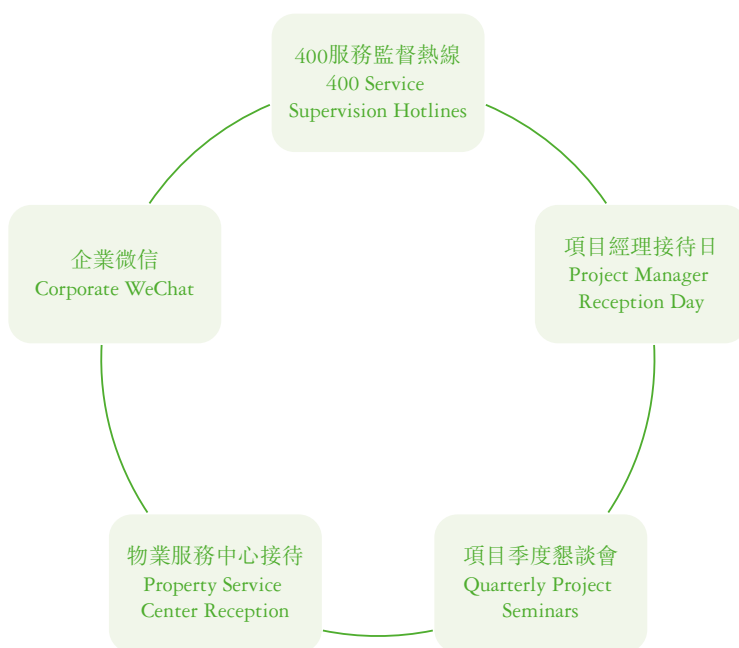 400服務監督熱線
400 Service
Supervision Hotlines
企業微信
Corporate WeChat
項目經理接待日
Project Manager
Reception Day
物業服務中心接待
Property Service
Center Reception
項目季度懇談會
Quarterly Project
Seminars